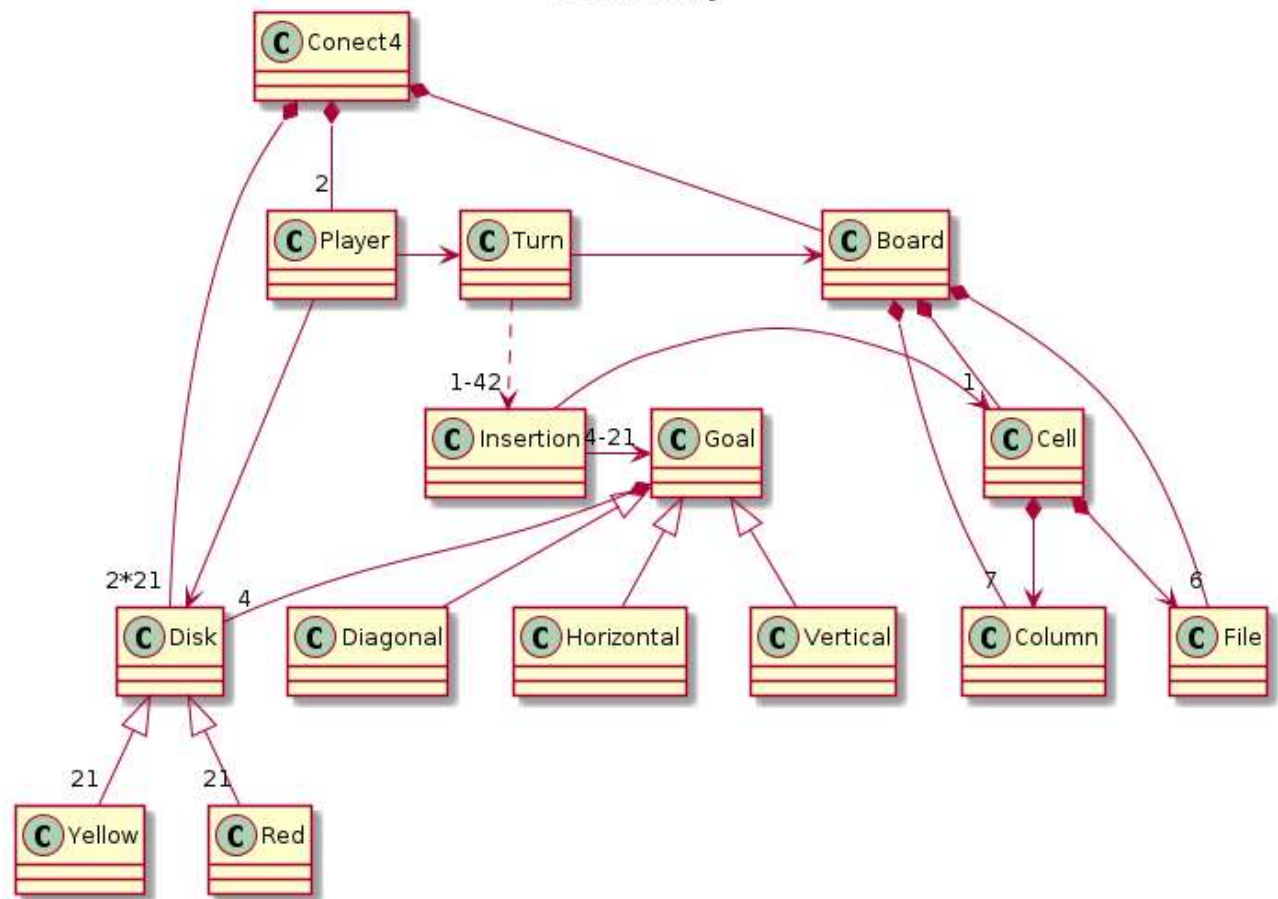 C Conect4
2
C Player
C Turn
C Board
1-42
1
C Insertion
4-21
C Goal
C Cell
2*21
4
7
6
C Disk
C Diagonal
C Horizontal
C Vertical
C Column
C File
21
21
C Yellow
C Red